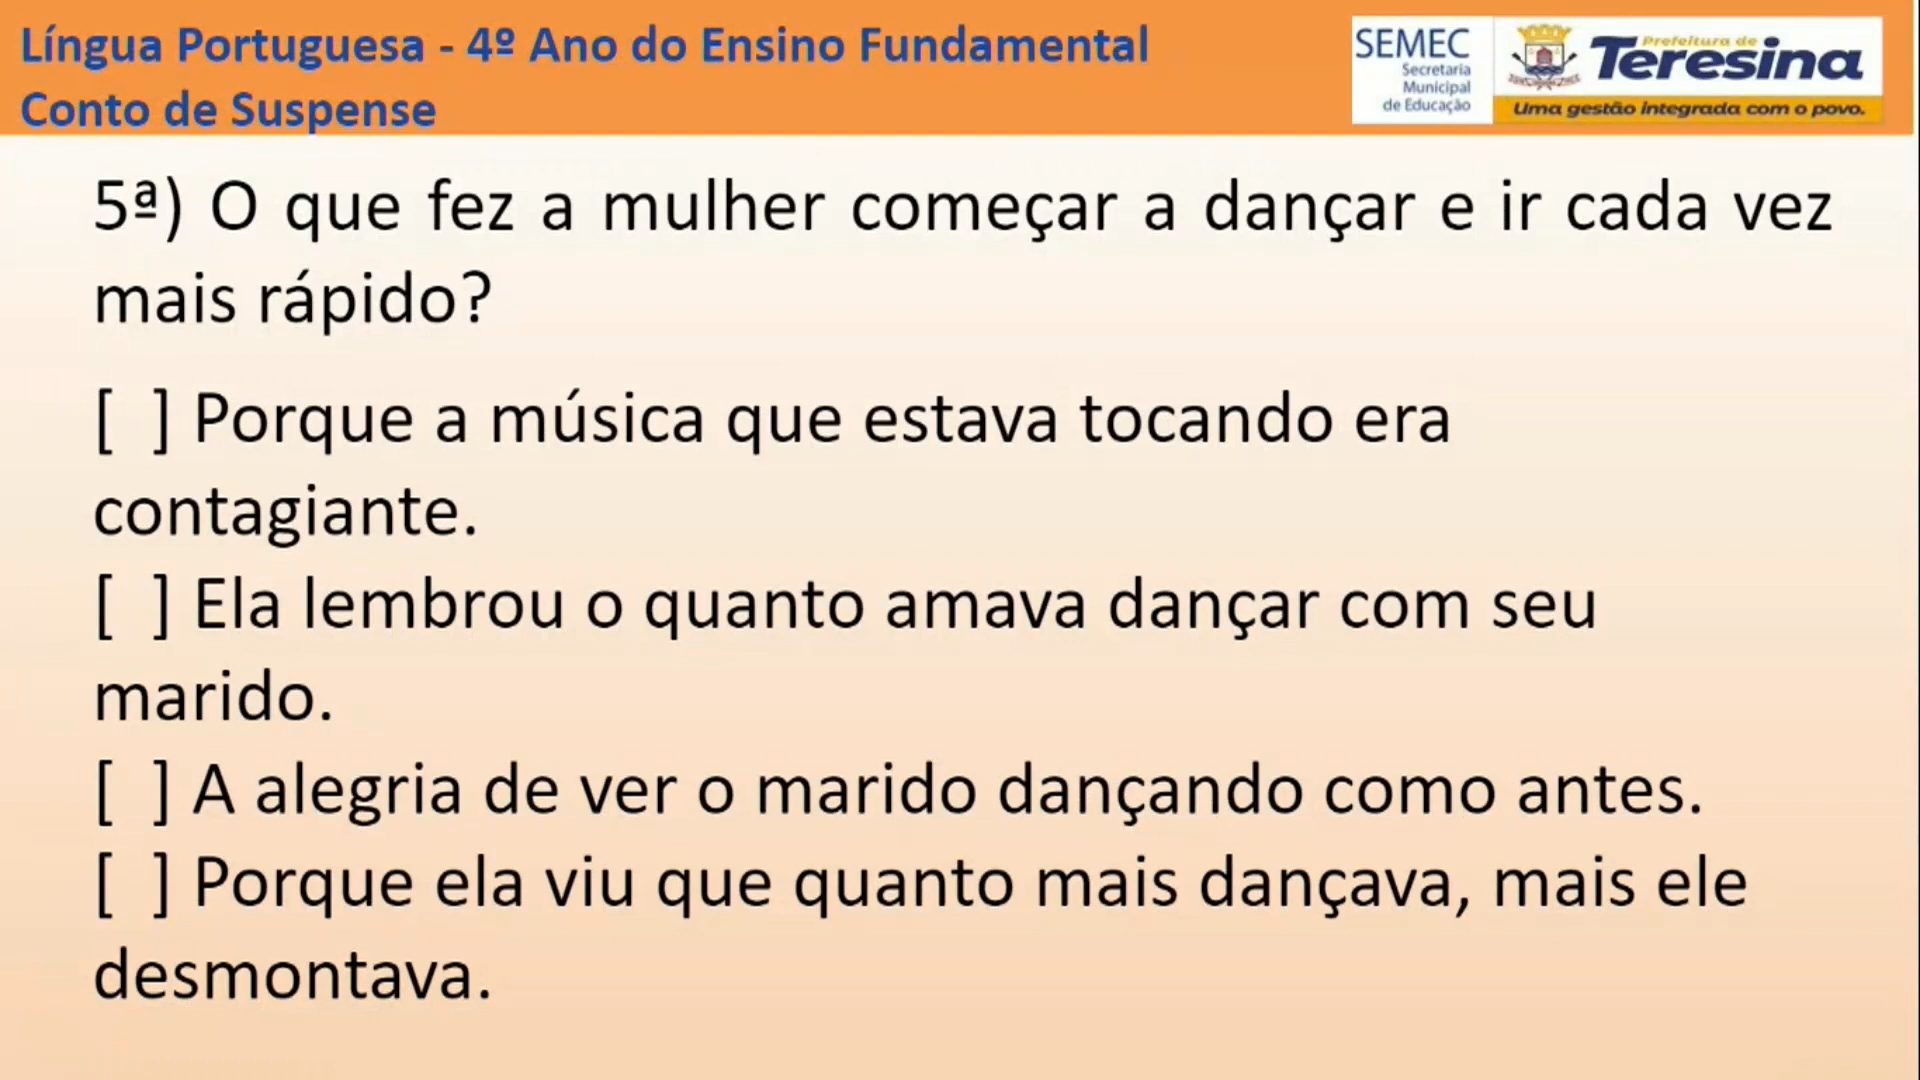 Língua Portuguesa - 4º Ano do Ensino Fundamental
Conto de Suspense
SEMEC
Secretaria
Municipal
de Educação
Prefeitura de
Teresina
Uma gestão integrada com o povo.
5ª) O que fez a mulher começar a dançar e ir cada vez
mais rápido?
[ ] Porque a música que estava tocando era
contagiante.
[ ] Ela lembrou o quanto amava dançar com seu
marido.
[ ] A alegria de ver o marido dançando como antes.
[ ] Porque ela viu que quanto mais dançava, mais ele
desmontava.